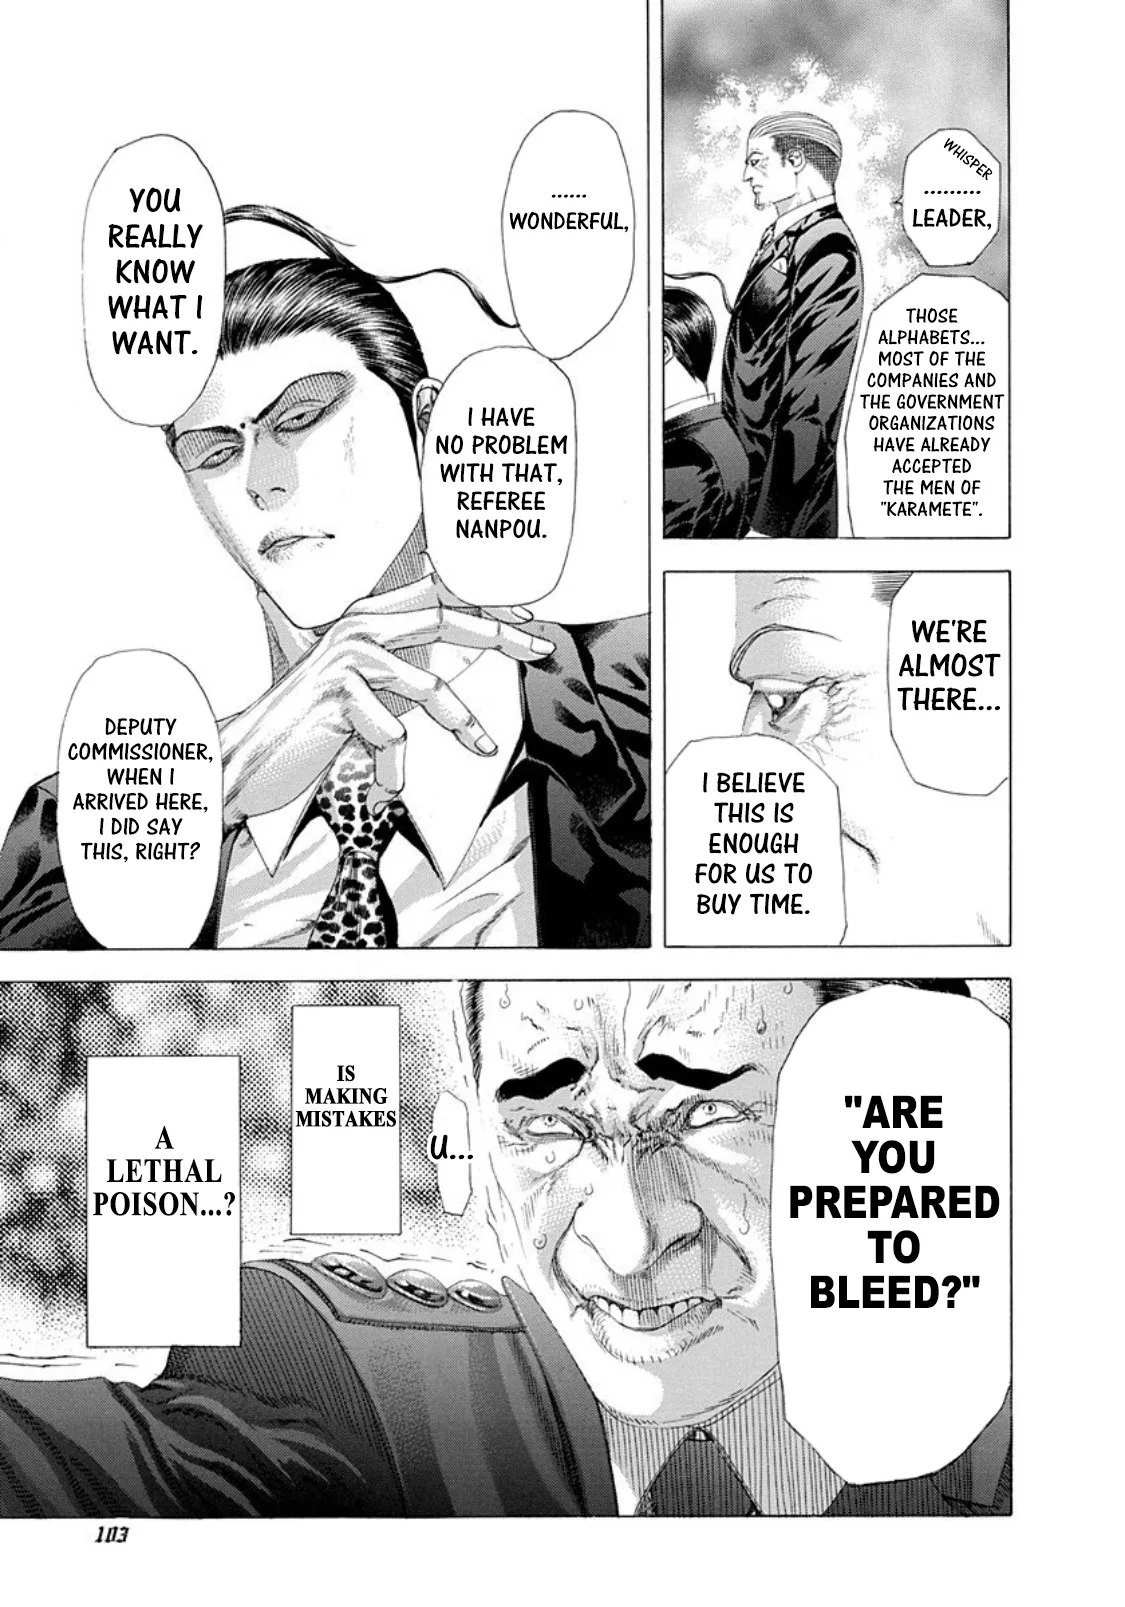 WHISPER
.........
LEADER,
THOSE
ALPHABETS...
MOST OF THE
COMPANIES AND
THE GOVERNMENT
ORGANIZATIONS
HAVE ALREADY
ACCEPTED
THE MEN OF
"KARAMETE".
WE'RE
ALMOST
THERE...
I BELIEVE
THIS IS
ENOUGH
FOR US TO
BUY TIME.
......
WONDERFUL,
I HAVE
NO PROBLEM
WITH THAT,
REFEREE
NANPOU.
YOU
REALLY
KNOW
WHAT I
WANT.
DEPUTY
COMMISSIONER,
WHEN I
ARRIVED HERE,
I DID SAY
THIS, RIGHT?
"ARE
YOU
PREPARED
TO
BLEED?"
U...
IS
MAKING
MISTAKES
A
LETHAL
POISON...?
103